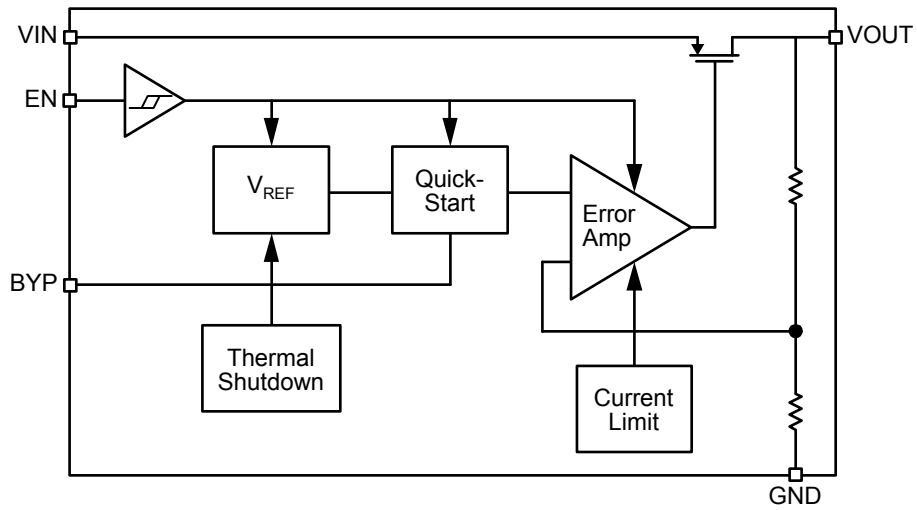 VIN
VOUT
EN
VREF
Quick-
Start
Error
Amp
BYP
Thermal
Shutdown
Current
Limit
GND